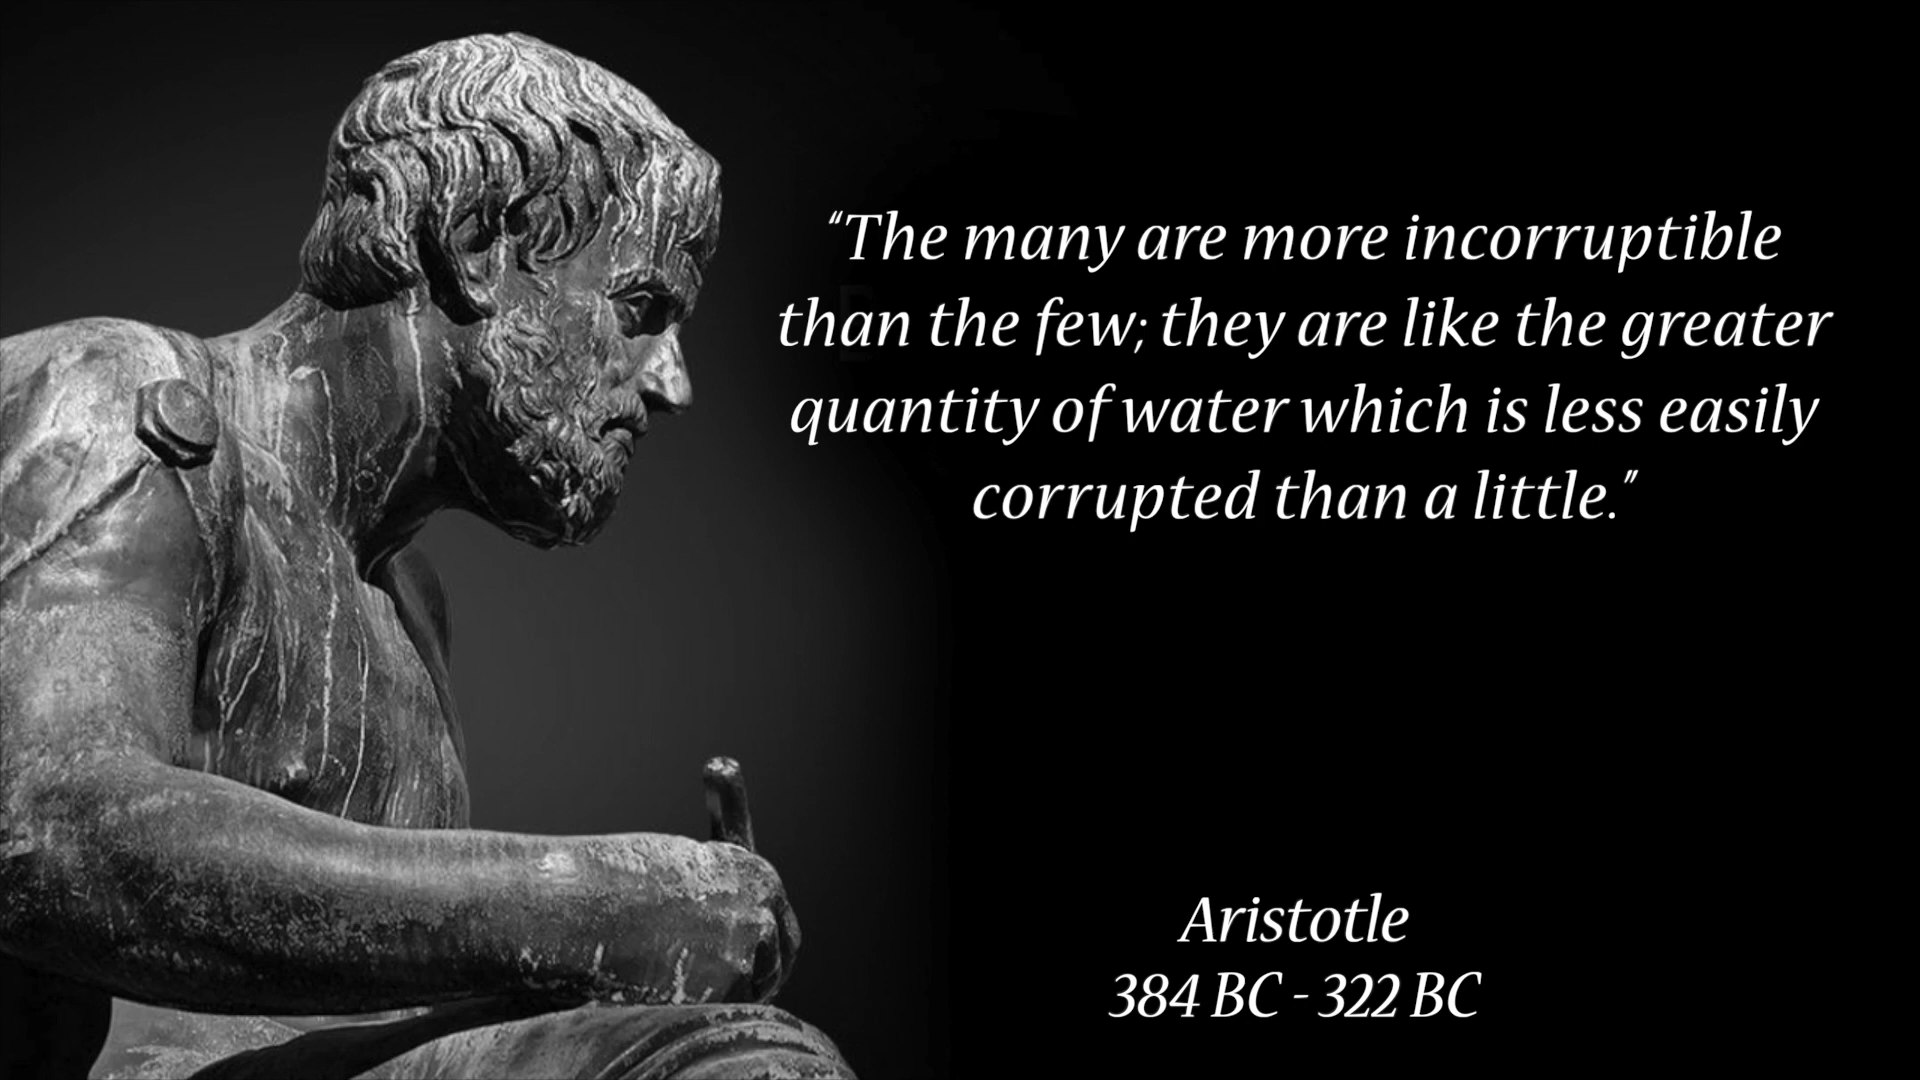 “The many are more incorruptible
than the few; they are like the greater
quantity of water which is less easily
corrupted than a little.”
Aristotle
384 BC - 322 BC